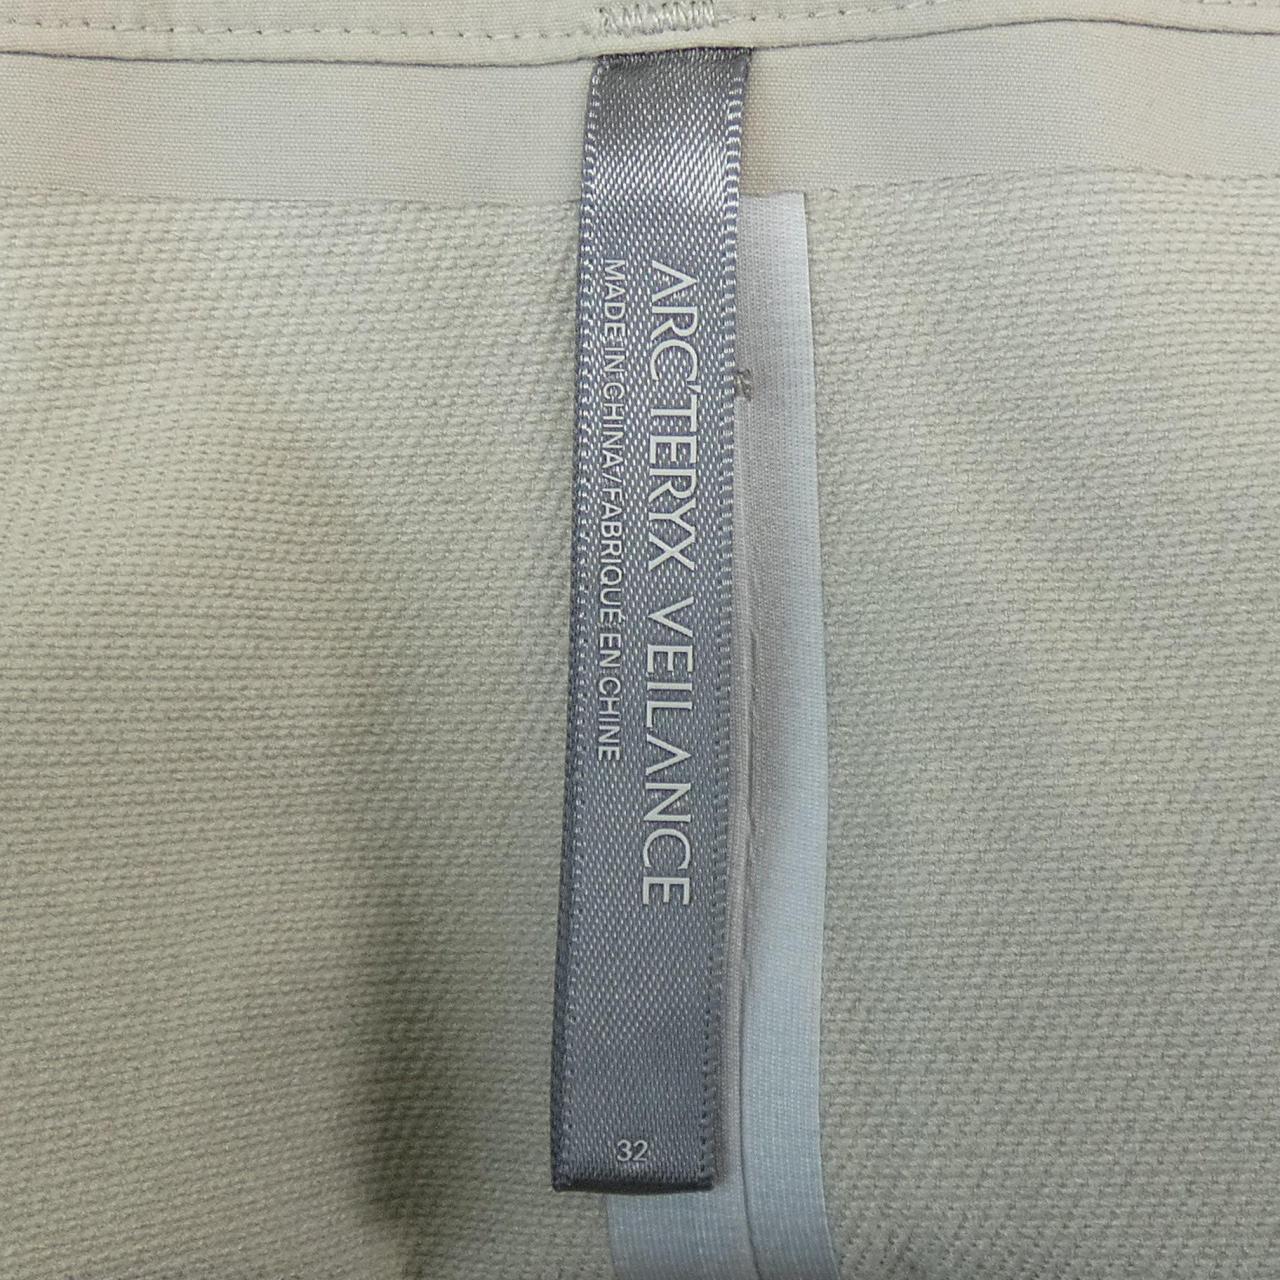 ARC'TERYX VEILANCE
MADE IN CHINA / FABRIQUÉ EN CHINE
32